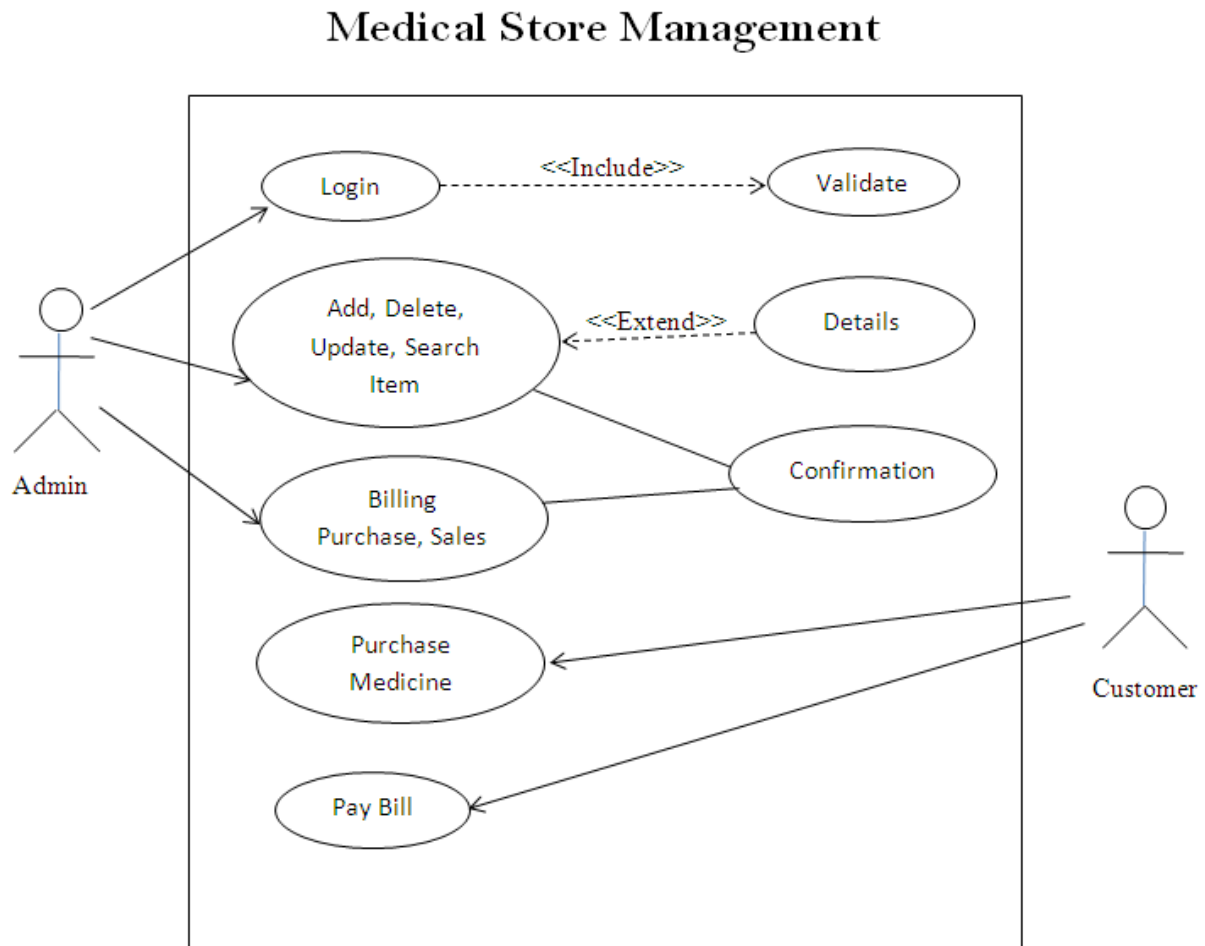 Medical Store Management
Login
<<Include>>
Validate
Add, Delete,
Update, Search
Item
<<Extend>>
Details
Admin
Billing
Purchase, Sales
Confirmation
Purchase
Medicine
Customer
Pay Bill